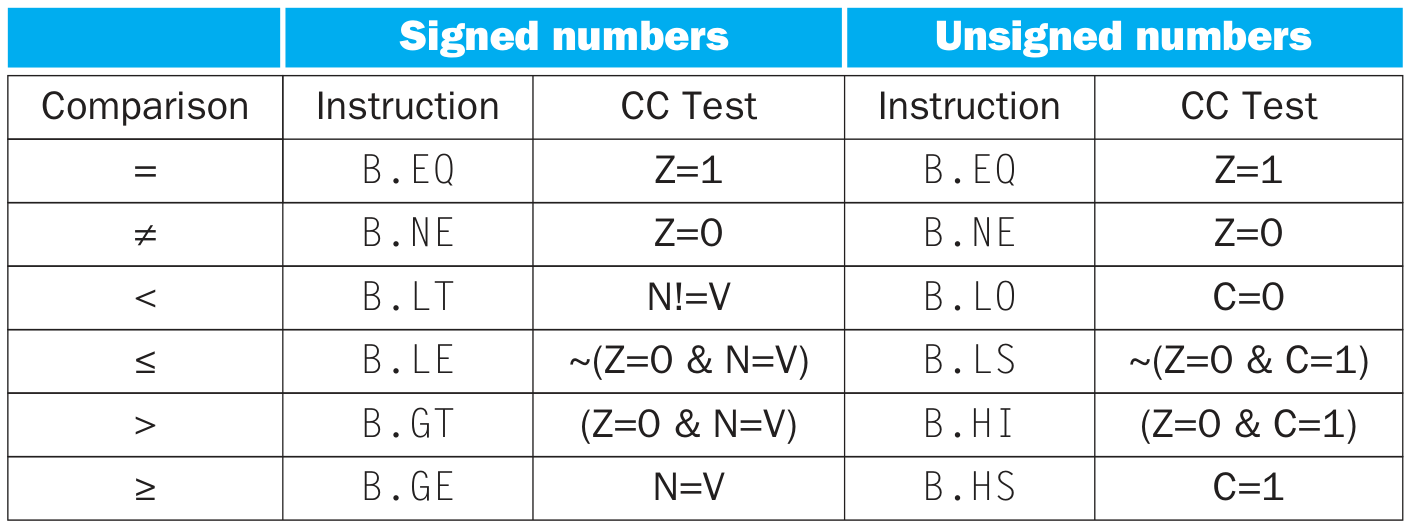 Signed numbers Unsigned numbers
Comparison Instruction CC Test Instruction CC Test
= B.EQ Z=1 B.EQ Z=1
≠ B.NE Z=0 B.NE Z=0
< B.LT N!=V B.LO C=0
≤ B.LE ~(Z=0 & N=V) B.LS ~(Z=0 & C=1)
> B.GT (Z=0 & N=V) B.HI (Z=0 & C=1)
≥ B.GE N=V B.HS C=1